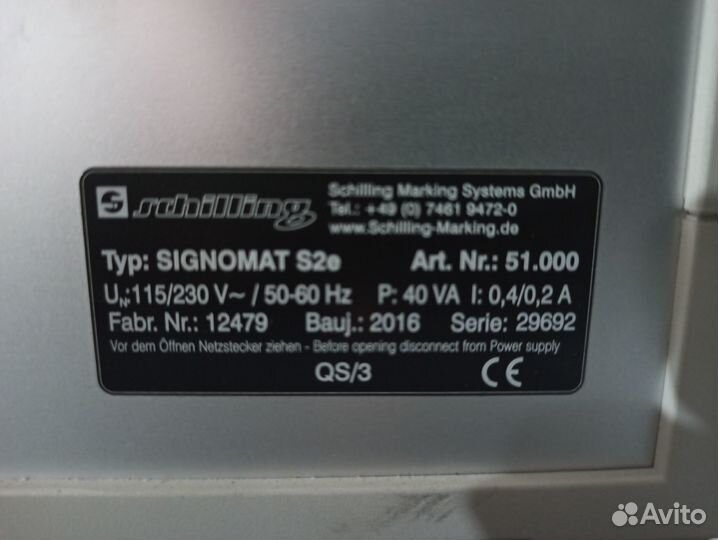 S schilling
Schilling Marking Systems GmbH
Tel.: +49 (0) 7461 9472-0
www.Schilling-Marking.de
Typ: SIGNOMAT S2e Art. Nr.: 51.000
UN:115/230 V~ / 50-60 Hz P: 40 VA I: 0,4/0,2 A
Fabr. Nr.: 12479 Bauj.: 2016 Serie: 29692
Vor dem Öffnen Netzstecker ziehen - Before opening disconnect from Power supply
QS/3 CE
Avito